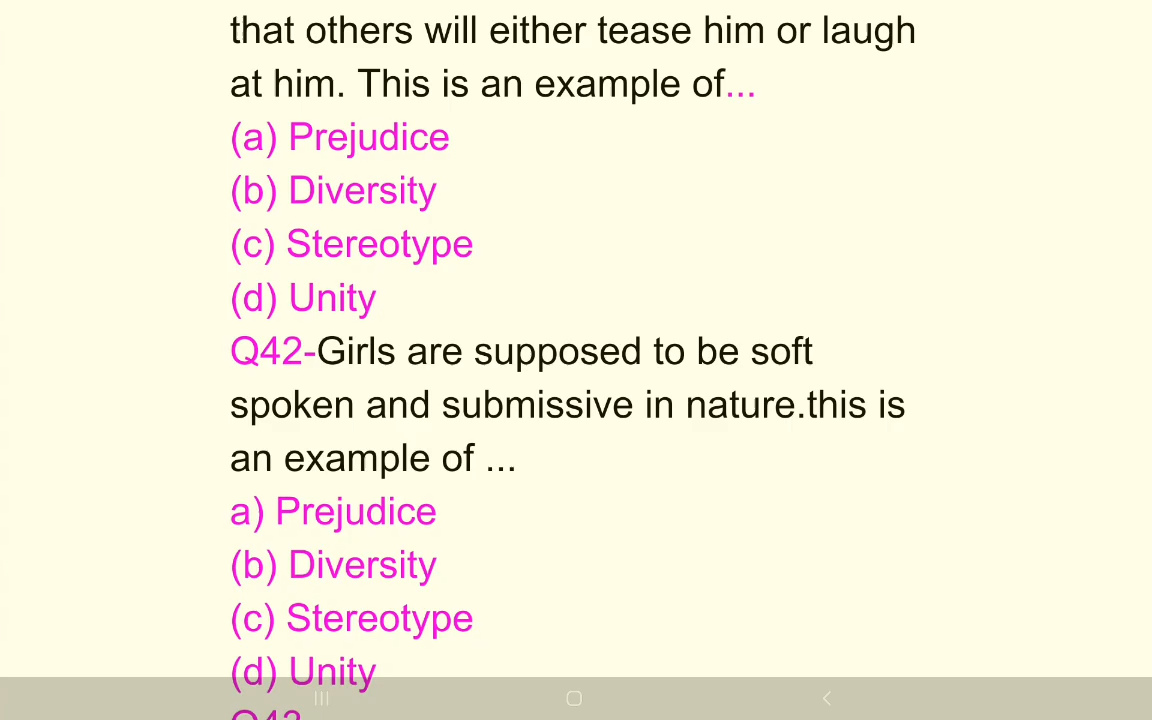 that others will either tease him or laugh
at him. This is an example of...
(a) Prejudice
(b) Diversity
(c) Stereotype
(d) Unity
Q42-Girls are supposed to be soft
spoken and submissive in nature.this is
an example of ...
a) Prejudice
(b) Diversity
(c) Stereotype
(d) Unity
Q43